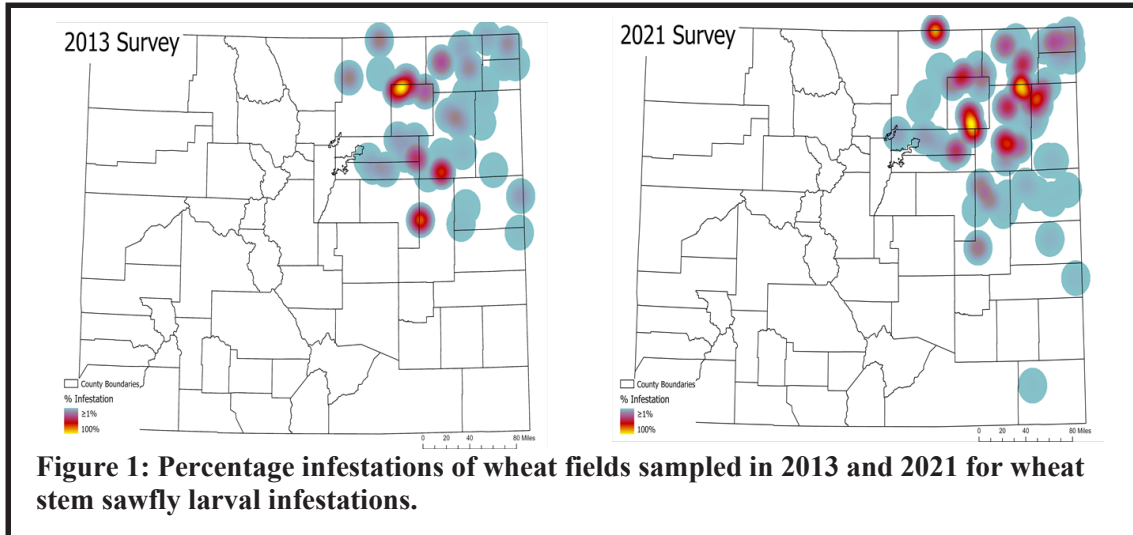 2013 Survey
County Boundaries
% Infestation
≥1%
100%
0 20 40 80 Miles
2021 Survey
County Boundaries
% Infestation
≥1%
100%
0 20 40 80 Miles
Figure 1: Percentage infestations of wheat fields sampled in 2013 and 2021 for wheat
stem sawfly larval infestations.